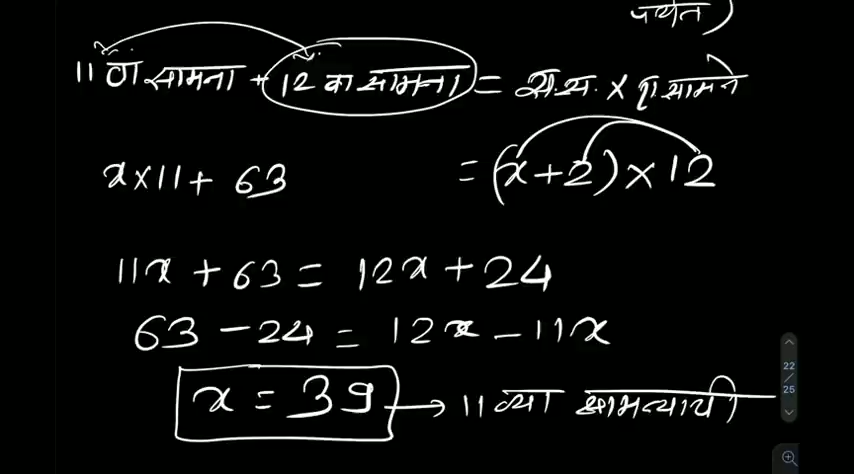 पर्यंत)
11 वा सामना + 12 वा सामना = स.स. × ए.सामने
x × 11 + 63 = (x + 2) × 12
11x + 63 = 12x + 24
63 - 24 = 12x - 11x
x = 39 → 11 व्या सामन्याची
22
/
25